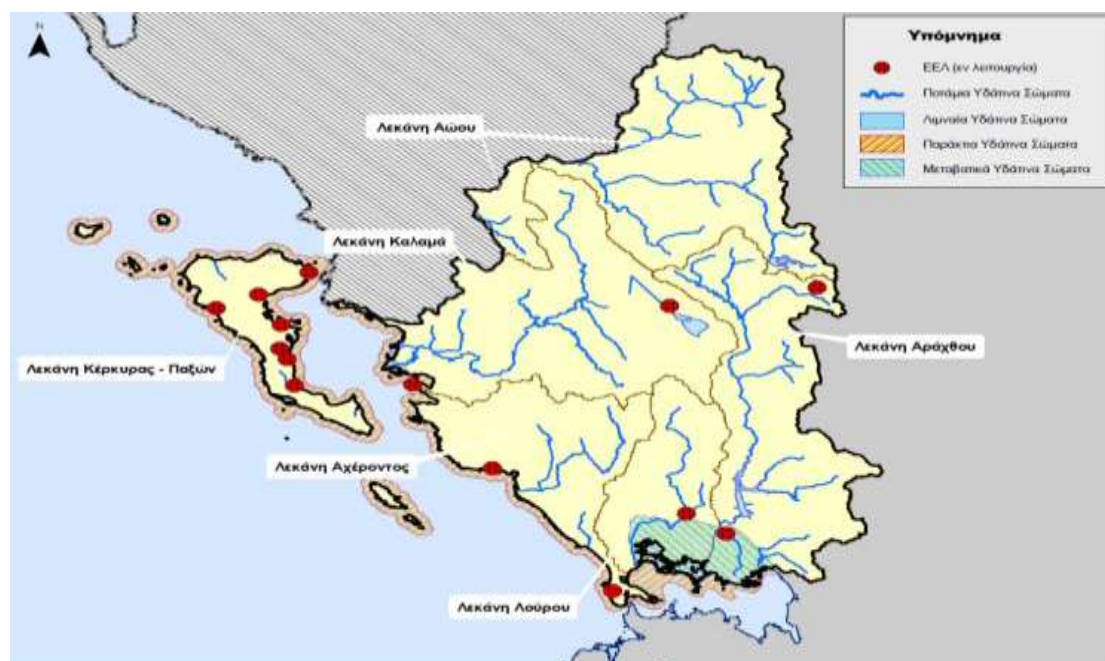 N
Υπόμνημα
ΕΕΛ (εν λειτουργία)
Ποτάμια Υδάτινα Σώματα
Λιμναία Υδάτινα Σώματα
Παράκτια Υδάτινα Σώματα
Μεταβατικά Υδάτινα Σώματα
Λεκάνη Αώου
Λεκάνη Καλαμά
Λεκάνη Αράχθου
Λεκάνη Κέρκυρας - Παξών
Λεκάνη Αχέροντος
Λεκάνη Λούρου